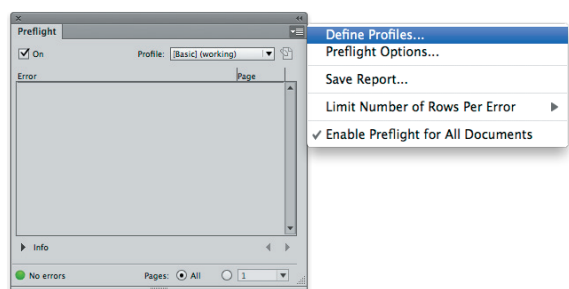 Preflight
On
Profile: [Basic] (working)
Error Page
Info
No errors
Pages: All 1
Define Profiles...
Preflight Options...
Save Report...
Limit Number of Rows Per Error
Enable Preflight for All Documents